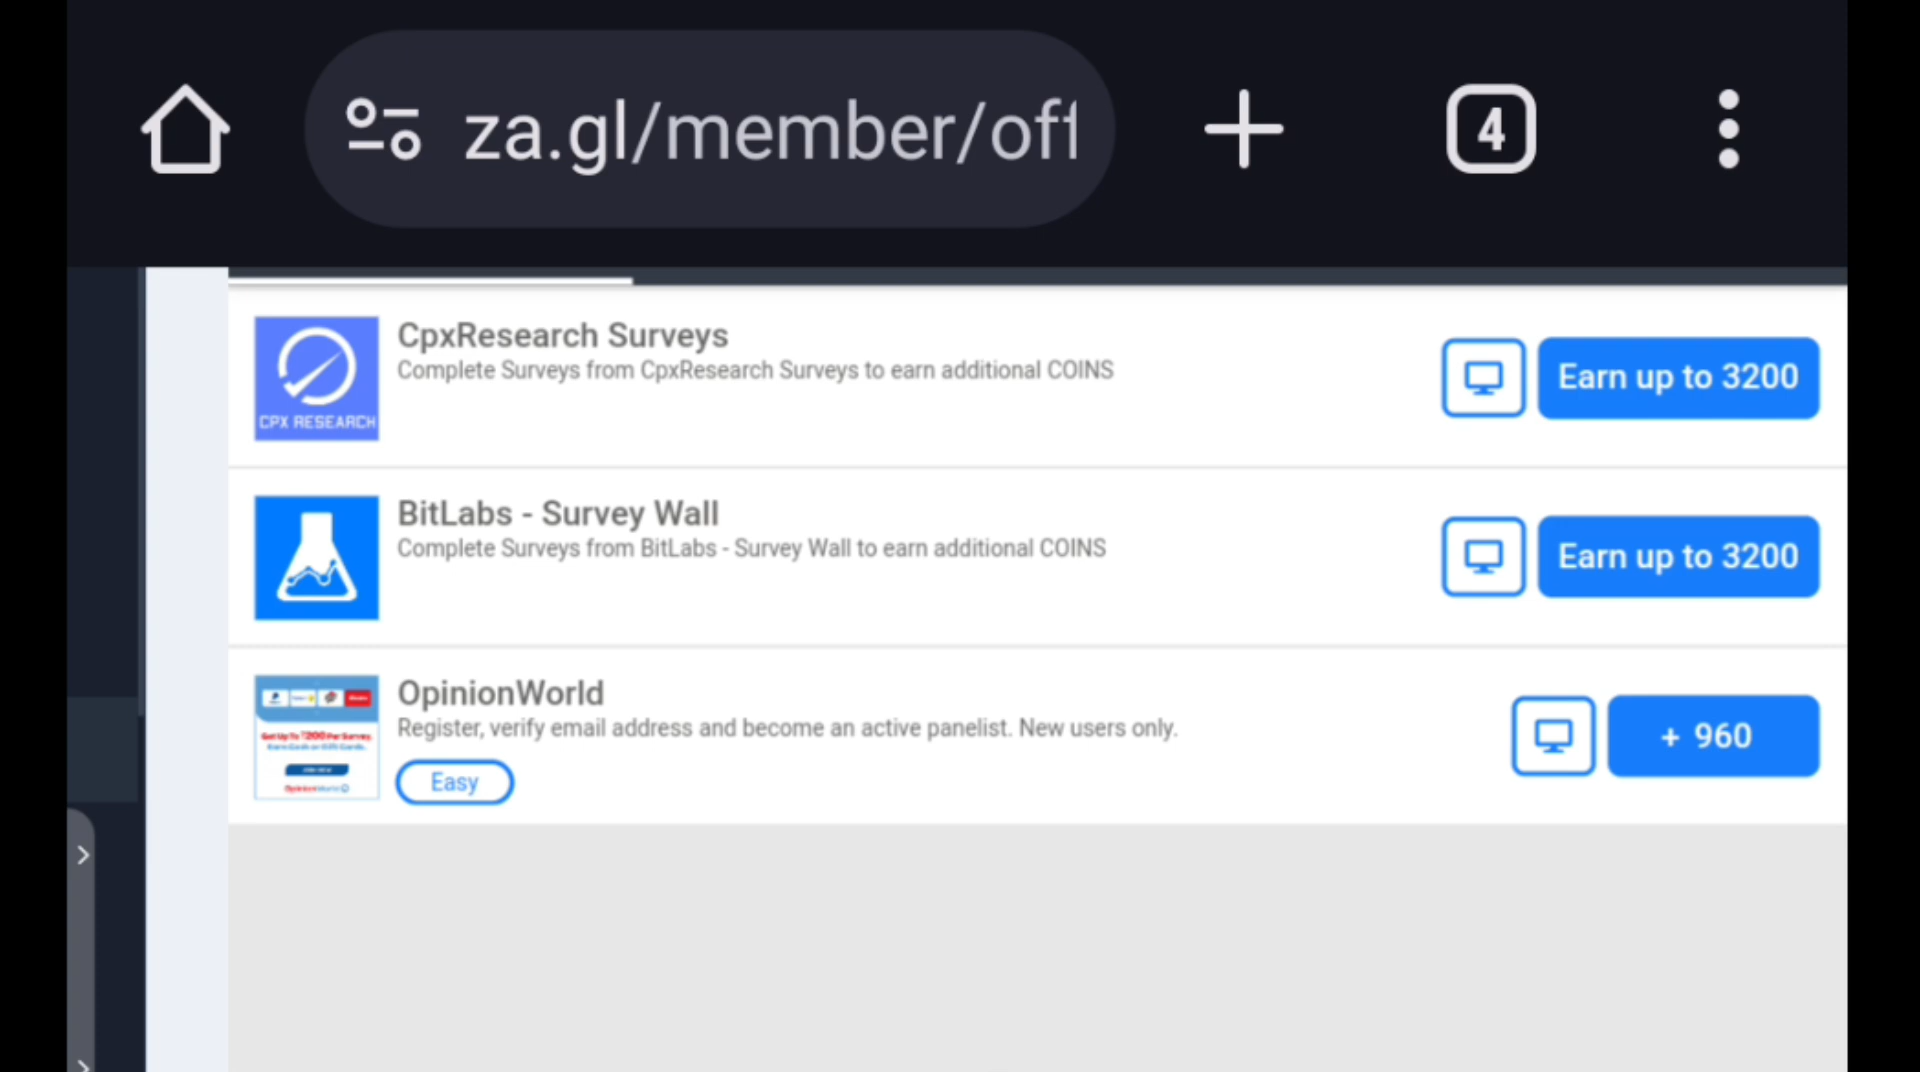 za.gl/member/off
4
CpxResearch Surveys
Complete Surveys from CpxResearch Surveys to earn additional COINS
CPX RESEARCH
Earn up to 3200
BitLabs - Survey Wall
Complete Surveys from BitLabs - Survey Wall to earn additional COINS
Earn up to 3200
OpinionWorld
Register, verify email address and become an active panelist. New users only.
Easy
+ 960